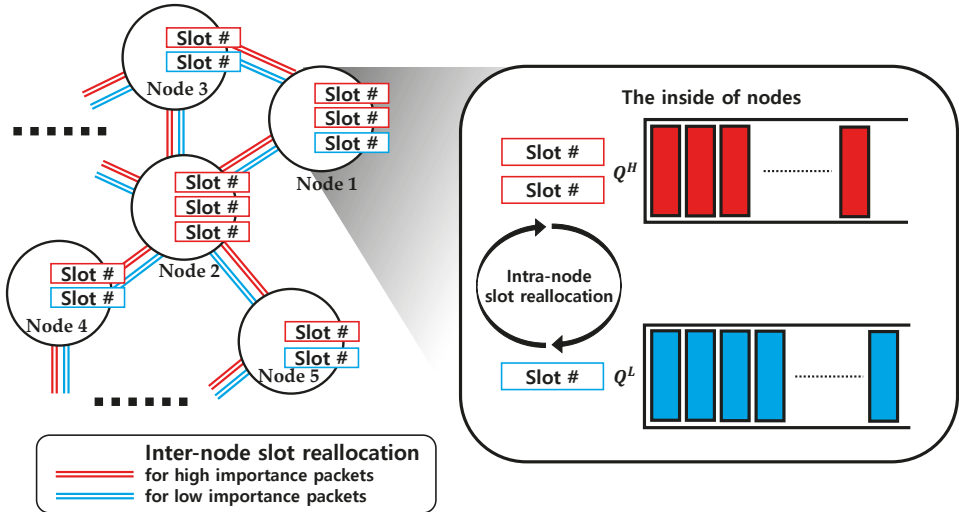 Slot #
Slot #
Node 3
Slot #
Slot #
Slot #
Node 1
Slot #
Slot #
Slot #
Node 2
Slot #
Slot #
Node 4
Slot #
Slot #
Node 5
The inside of nodes
Slot #
Slot #
Q^H
Intra-node
slot reallocation
Slot #
Q^L
Inter-node slot reallocation
for high importance packets
for low importance packets